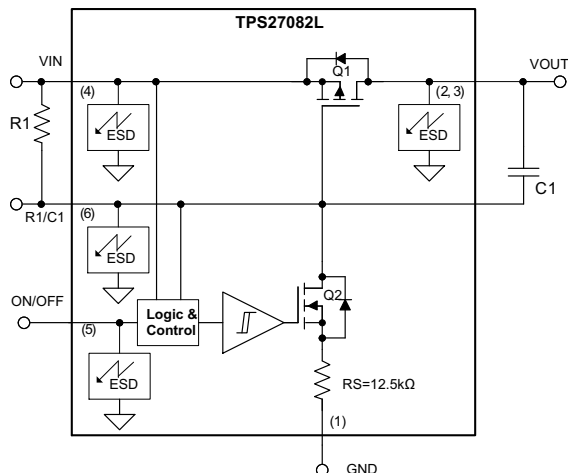 TPS27082L
VIN
Q1
VOUT
(4)
(2, 3)
R1
ESD
ESD
C1
R1/C1
(6)
ESD
Q2
ON/OFF
(5)
Logic &
Control
ESD
RS=12.5kΩ
(1)
GND